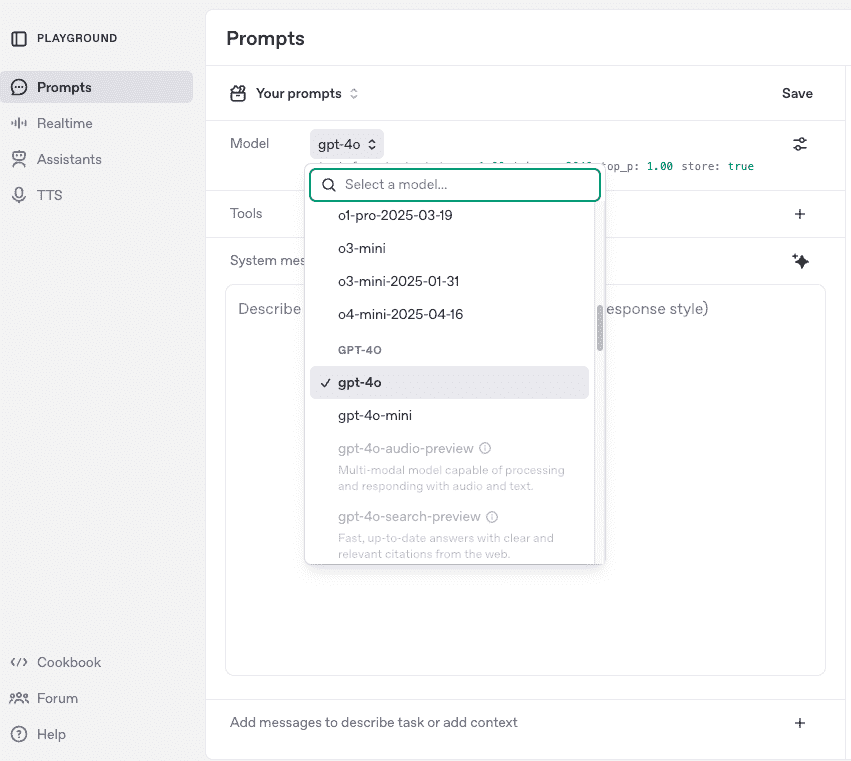 PLAYGROUND
Prompts
Realtime
Assistants
TTS
Cookbook
Forum
Help
Prompts
Your prompts
Save
Model
gpt-4o
top_p: 1.00 store: true
Select a model...
o1-pro-2025-03-19
o3-mini
o3-mini-2025-01-31
o4-mini-2025-04-16
GPT-4O
gpt-4o
gpt-4o-mini
gpt-4o-audio-preview
Multi-modal model capable of processing
and responding with audio and text.
gpt-4o-search-preview
Fast, up-to-date answers with clear and
relevant citations from the web.
Tools
System mes
Describe
esponse style)
Add messages to describe task or add context